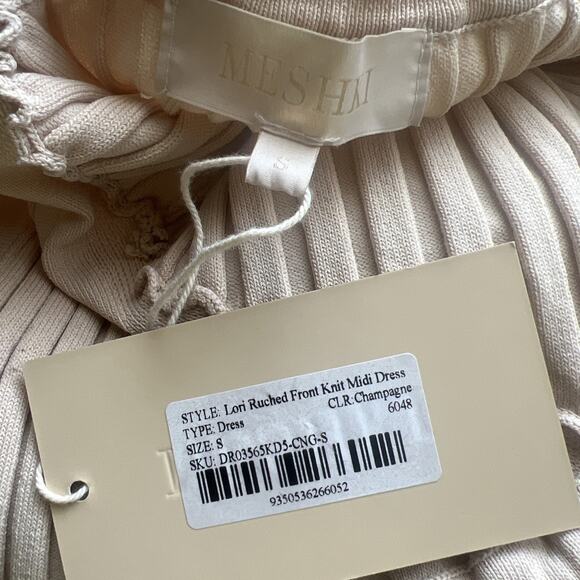 MESHKI
S
STYLE: Lori Ruched Front Knit Midi Dress
TYPE: Dress CLR:Champagne
SIZE: S 6048
SKU: DR03565KD5-CNG-S
9350536266052